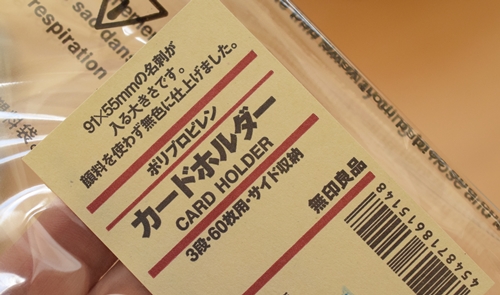 respiration
91×55mmの名刺が
入る大きさです。
顔料を使わず無色に仕上げました。
ポリプロピレン
カードホルダー
CARD HOLDER
3段・60枚用・サイド収納
無印良品
4548718615148